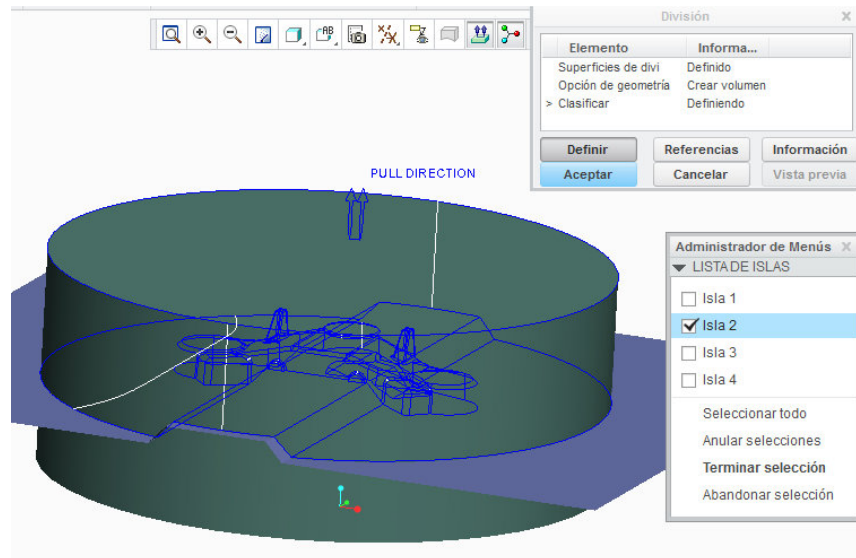 División
Elemento Informa...
Superficies de divi Definido
Opción de geometría Crear volumen
> Clasificar Definiendo
Definir Referencias Información
Aceptar Cancelar Vista previa
PULL DIRECTION
Administrador de Menús
LISTA DE ISLAS
Isla 1
Isla 2
Isla 3
Isla 4
Seleccionar todo
Anular selecciones
Terminar selección
Abandonar selección